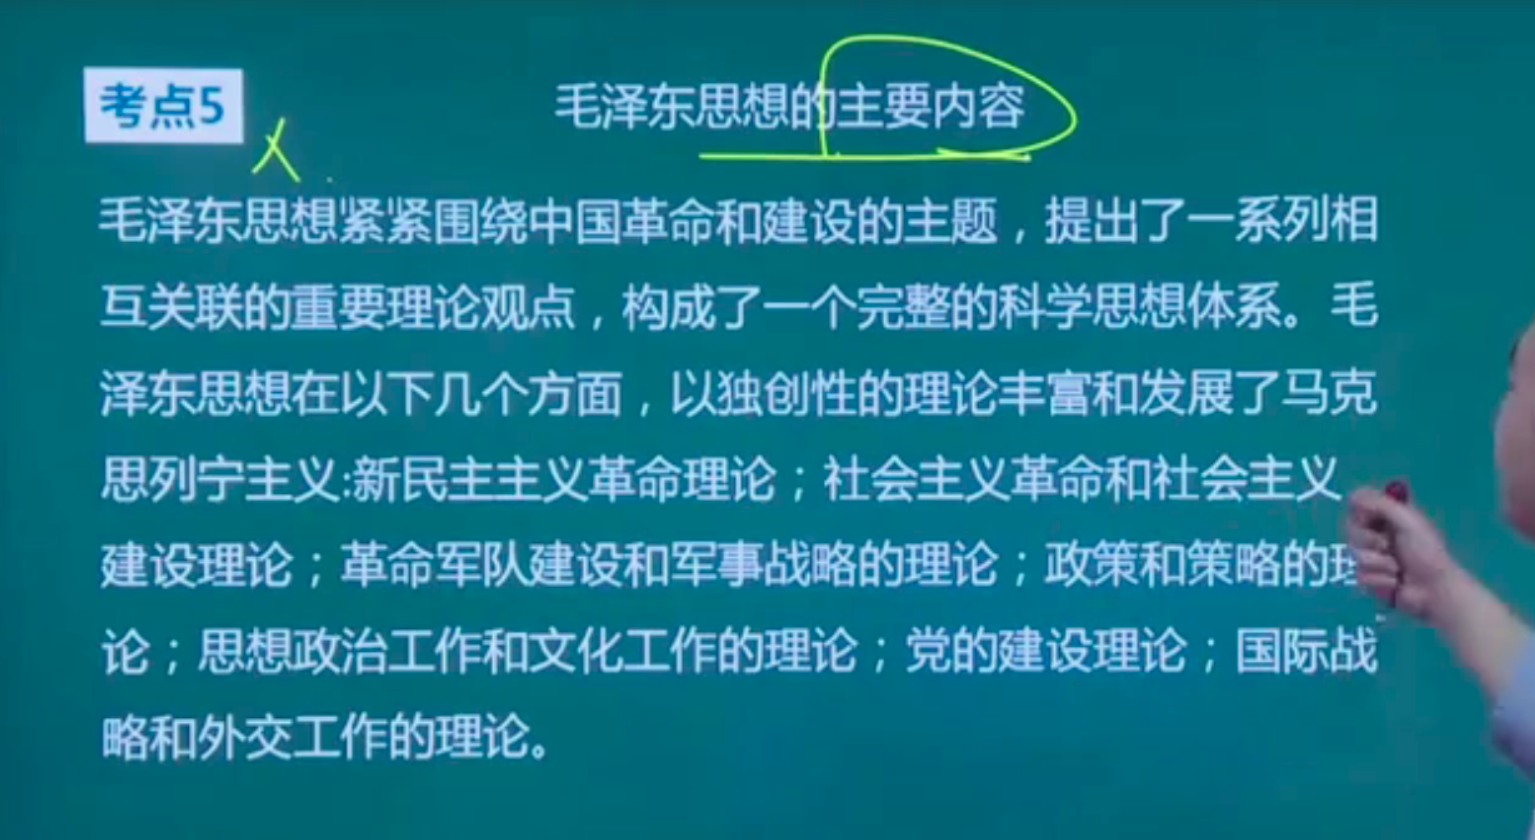 考点5
毛泽东思想的主要内容
毛泽东思想紧紧围绕中国革命和建设的主题，提出了一系列相
互关联的重要理论观点，构成了一个完整的科学思想体系。毛
泽东思想在以下几个方面，以独创性的理论丰富和发展了马克
思列宁主义:新民主主义革命理论；社会主义革命和社会主义
建设理论；革命军队建设和军事战略的理论；政策和策略的理
论；思想政治工作和文化工作的理论；党的建设理论；国际战
略和外交工作的理论。